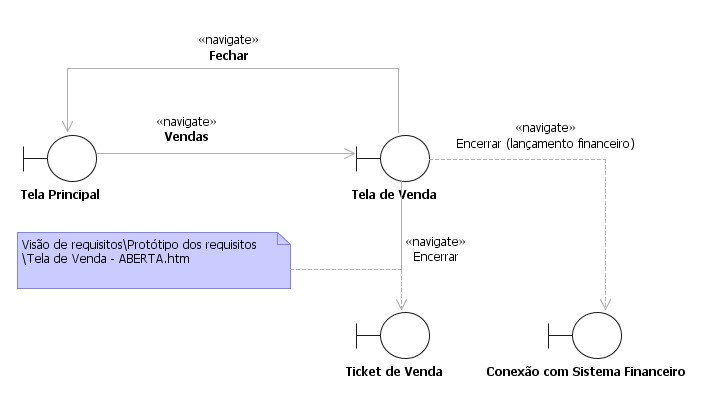 «navigate»
Fechar
«navigate»
Vendas
«navigate»
Encerrar (lançamento financeiro)
Tela Principal
Tela de Venda
Visão de requisitos\Protótipo dos requisitos
\Tela de Venda - ABERTA.htm
«navigate»
Encerrar
Ticket de Venda
Conexão com Sistema Financeiro